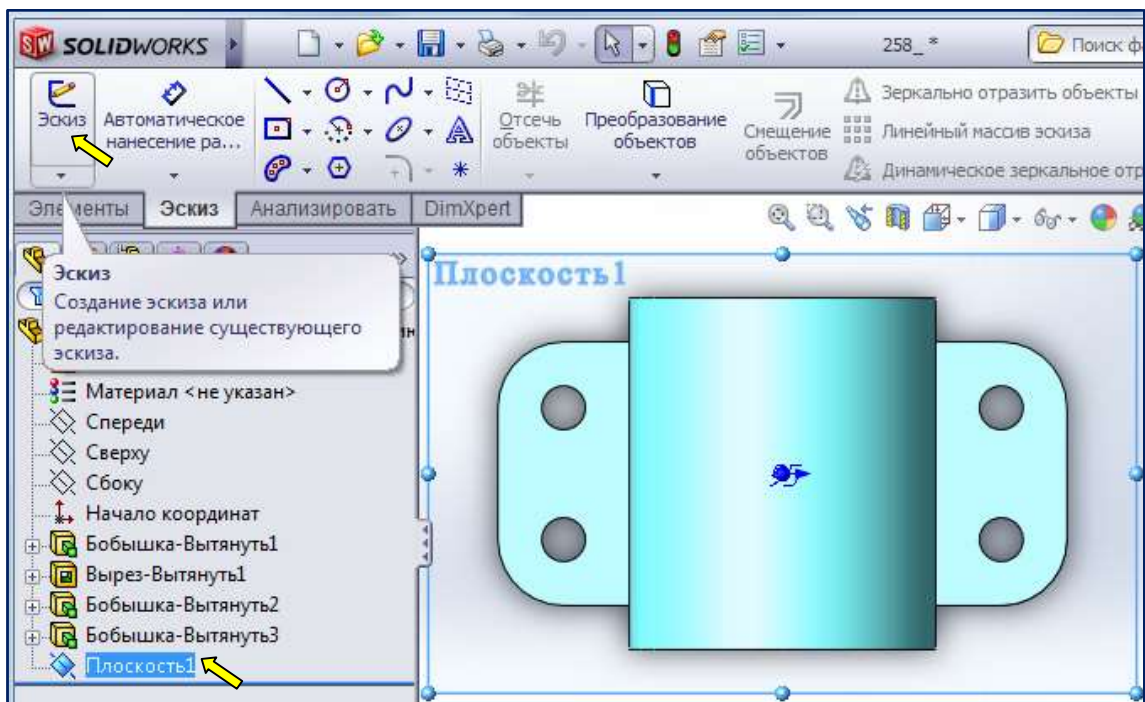 SOLIDWORKS
258_ *
Поиск ф
Эскиз
Автоматическое
нанесение ра...
Отсечь
объекты
Преобразование
объектов
Смещение
объектов
Зеркально отразить объекты
Линейный массив эскиза
Динамическое зеркальное отр
Элементы
Эскиз
Анализировать
DimXpert
Эскиз
Создание эскиза или
редактирование существующего
эскиза.
Материал <не указан>
Спереди
Сверху
Сбоку
Начало координат
Бобышка-Вытянуть1
Вырез-Вытянуть1
Бобышка-Вытянуть2
Бобышка-Вытянуть3
Плоскость1
Плоскость1